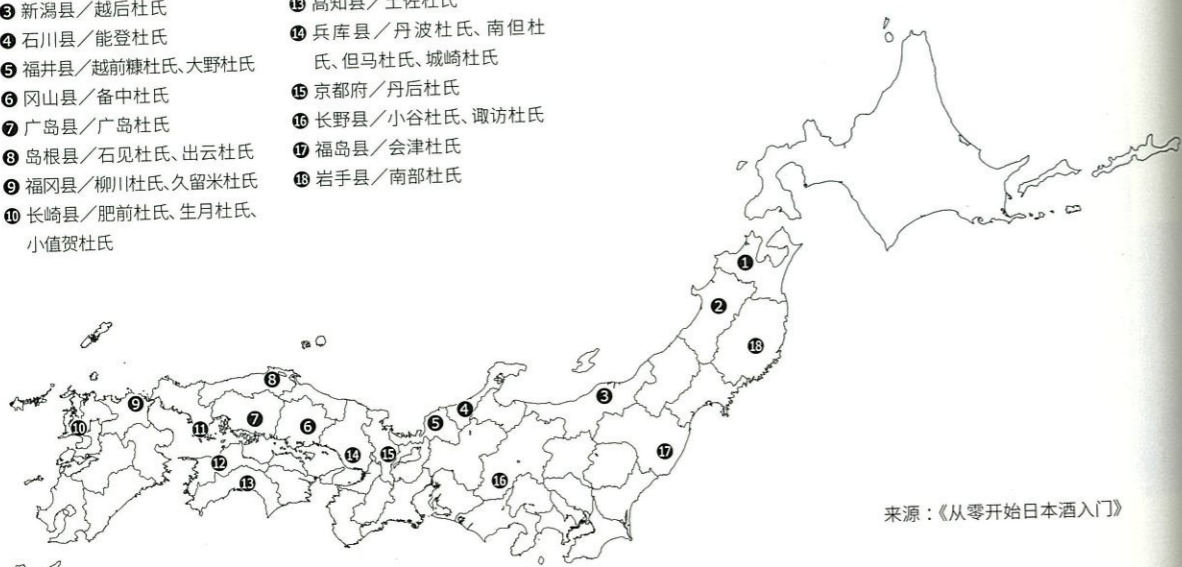 ❸ 新潟县／越后杜氏
❹ 石川县／能登杜氏
❺ 福井县／越前糠杜氏、大野杜氏
❻ 冈山县／备中杜氏
❼ 广岛县／广岛杜氏
❽ 岛根县／石见杜氏、出云杜氏
❾ 福冈县／柳川杜氏、久留米杜氏
❿ 长崎县／肥前杜氏、生月杜氏、
小值贺杜氏
⓭ 高知县／土佐杜氏
⓮ 兵库县／丹波杜氏、南但杜
氏、但马杜氏、城崎杜氏
⓯ 京都府／丹后杜氏
⓰ 长野县／小谷杜氏、诹访杜氏
⓱ 福岛县／会津杜氏
⓲ 岩手县／南部杜氏
❶
❷
⓲
❽
❸
❾
❹
❿
⓫
❼
❻
❺
⓬
⓮
⓯
⓱
⓭
⓰
来源：《从零开始日本酒入门》